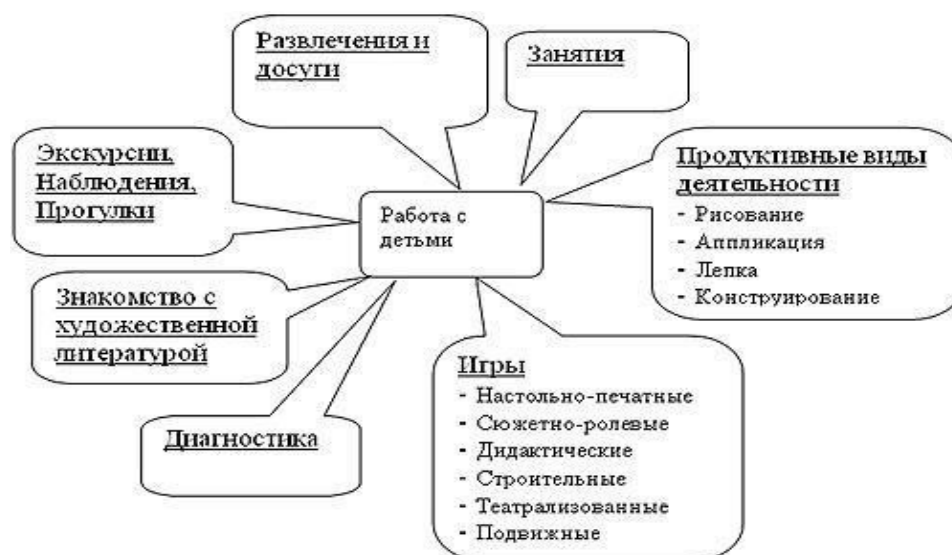 Развлечения и
досуги
Занятия
Экскурсии,
Наблюдения,
Прогулки
Продуктивные виды
деятельности
- Рисование
- Аппликация
- Лепка
- Конструирование
Работа с
детьми
Знакомство с
художественной
литературой
Игры
- Настольно-печатные
- Сюжетно-ролевые
- Дидактические
- Строительные
- Театрализованные
- Подвижные
Диагностика